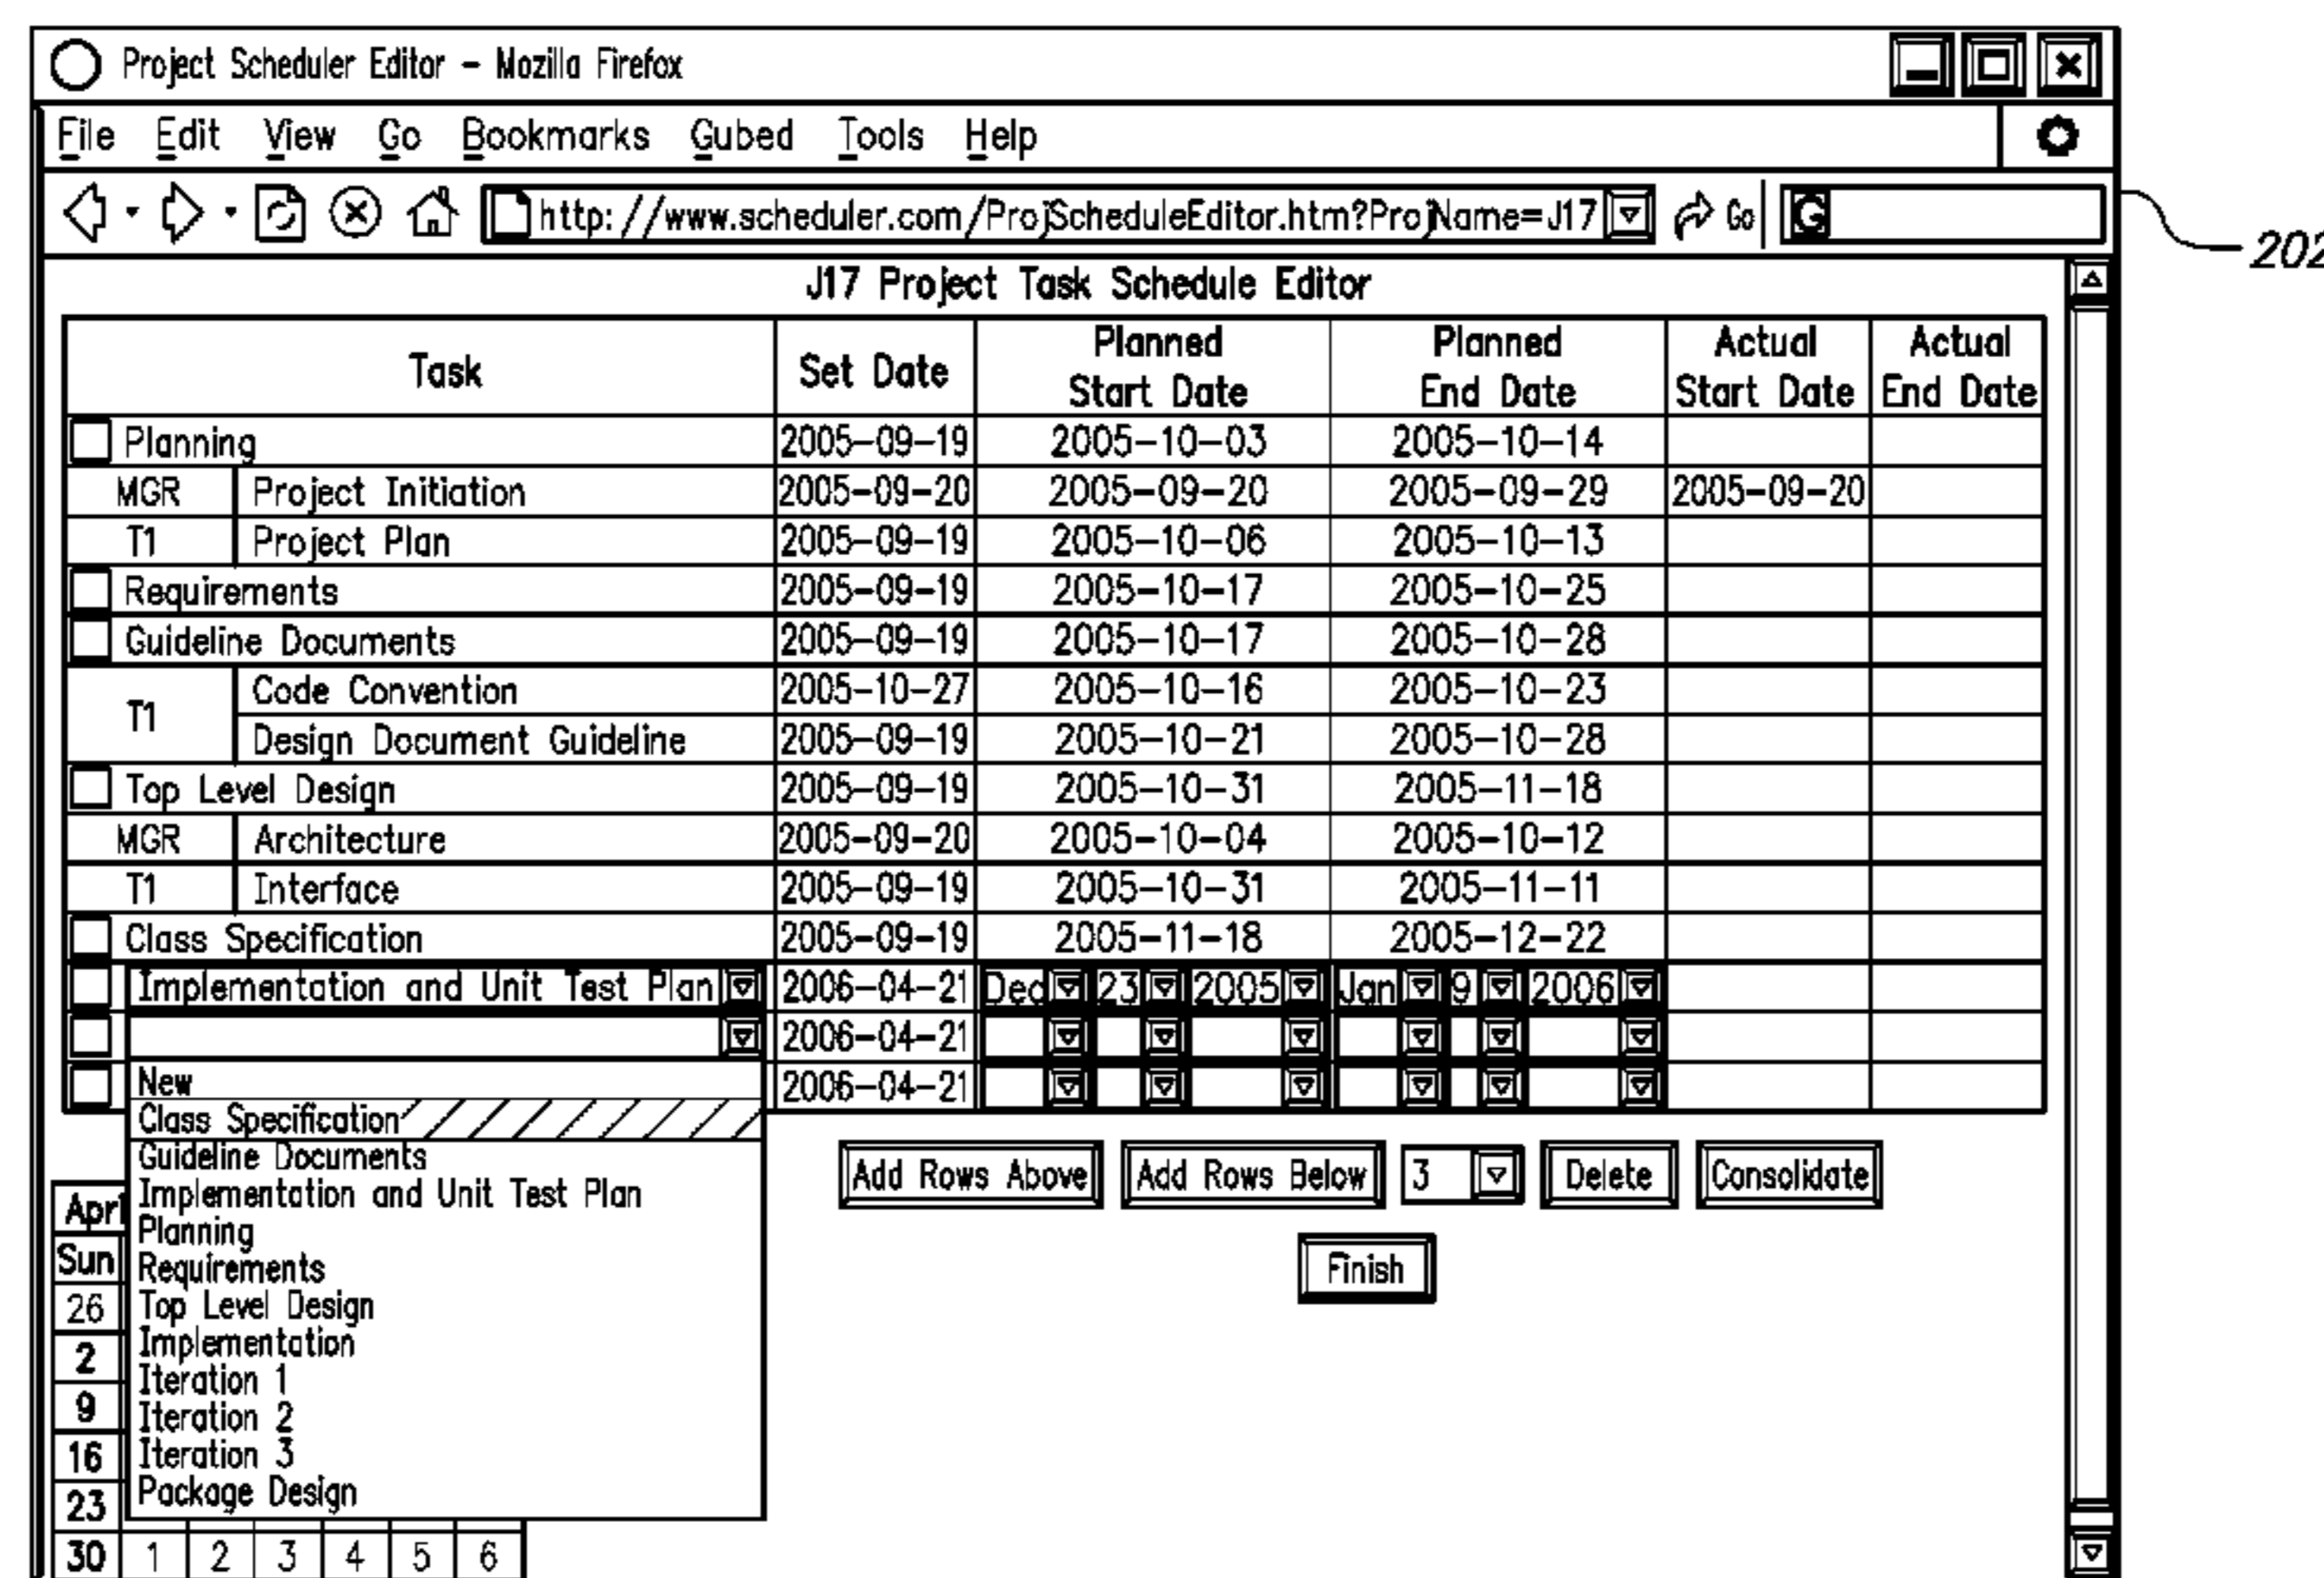 Project Scheduler Editor – Mozilla Firefox
File Edit View Go Bookmarks Gubed Tools Help
http://www.scheduler.com/ProjScheduleEditor.htm?ProjName=J17 Go G
202
J17 Project Task Schedule Editor
Task Set Date Planned Start Date Planned End Date Actual Start Date Actual End Date
Planning 2005-09-19 2005-10-03 2005-10-14
MGR Project Initiation 2005-09-20 2005-09-20 2005-09-29 2005-09-20
T1 Project Plan 2005-09-19 2005-10-06 2005-10-13
Requirements 2005-09-19 2005-10-17 2005-10-25
Guideline Documents 2005-09-19 2005-10-17 2005-10-28
T1 Code Convention 2005-10-27 2005-10-16 2005-10-23
Design Document Guideline 2005-09-19 2005-10-21 2005-10-28
Top Level Design 2005-09-19 2005-10-31 2005-11-18
MGR Architecture 2005-09-20 2005-10-04 2005-10-12
T1 Interface 2005-09-19 2005-10-31 2005-11-11
Class Specification 2005-09-19 2005-11-18 2005-12-22
Implementation and Unit Test Plan 2006-04-21 Dec 23 2005 Jan 9 2006
2006-04-21
2006-04-21
New
Class Specification
Guideline Documents
Implementation and Unit Test Plan
Planning
Requirements
Top Level Design
Implementation
Iteration 1
Iteration 2
Iteration 3
Package Design
Add Rows Above Add Rows Below 3 Delete Consolidate
Finish
Apri
Sun
26
2
9
16
23
30 1 2 3 4 5 6